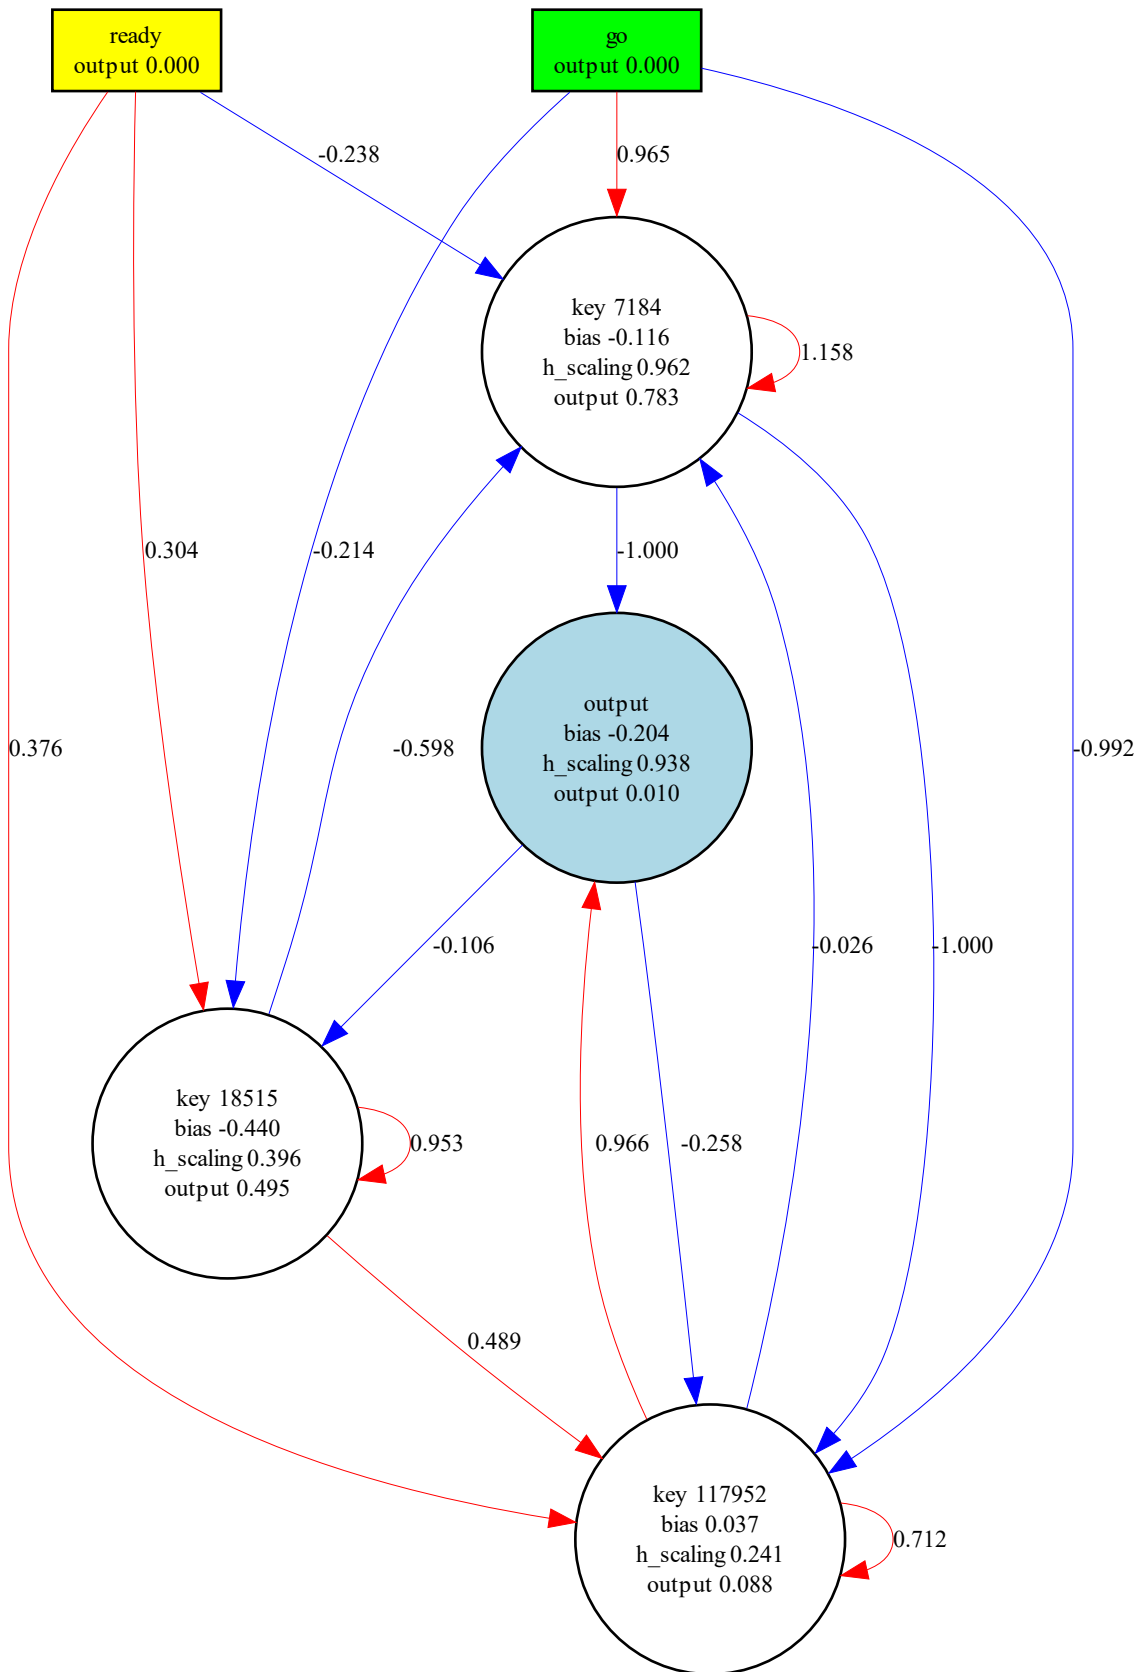 ready
output 0.000
go
output 0.000
-0.238
0.965
key 7184
bias -0.116
h_scaling 0.962
output 0.783
1.158
0.304
-0.214
-1.000
output
bias -0.204
h_scaling 0.938
output 0.010
0.376
-0.598
-0.992
-0.106
-0.026
-1.000
key 18515
bias -0.440
h_scaling 0.396
output 0.495
0.953
0.966
-0.258
0.489
key 117952
bias 0.037
h_scaling 0.241
output 0.088
0.712